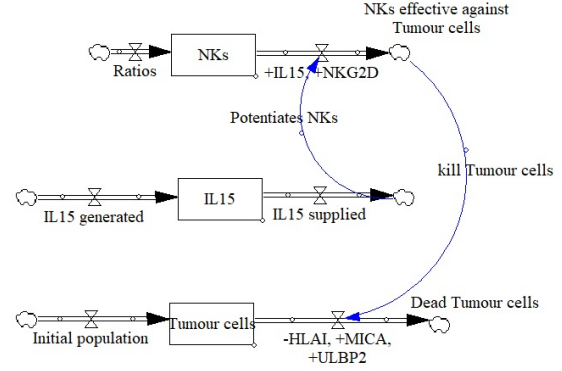 NKs effective against
Tumour cells
NKs
Ratios
+IL15, +NKG2D
Potentiates NKs
kill Tumour cells
IL15
IL15 generated
IL15 supplied
Dead Tumour cells
Tumour cells
Initial population
-HLAI, +MICA,
+ULBP2